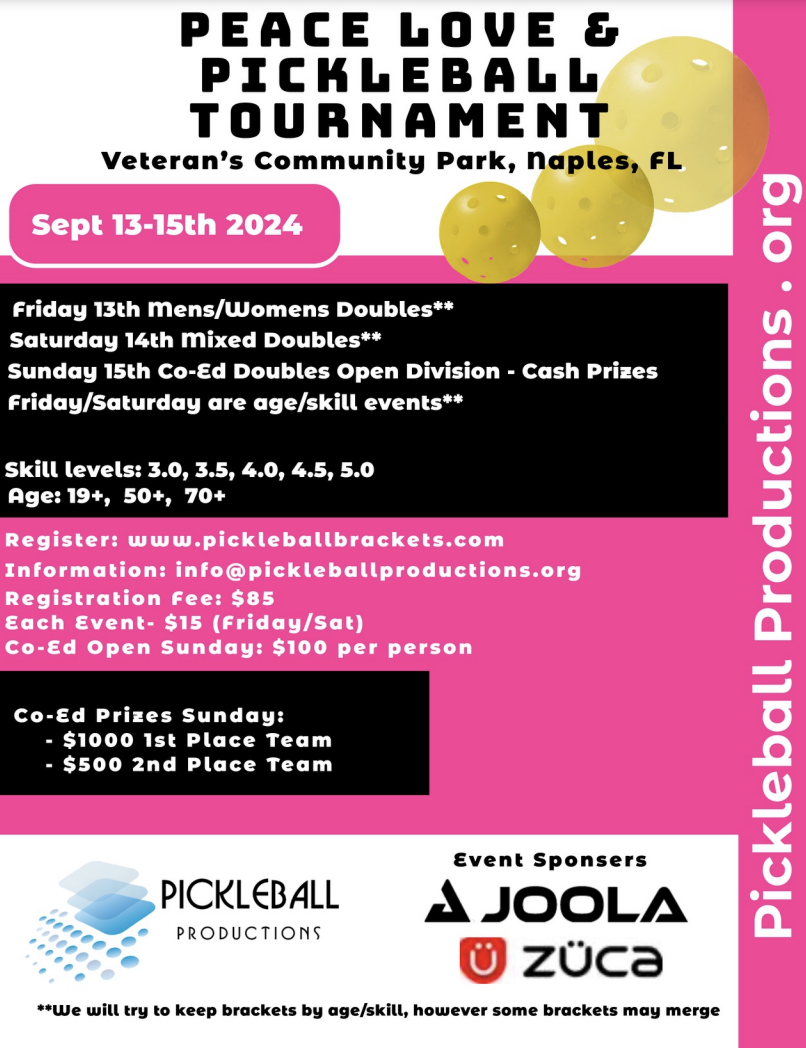 PEACE LOVE &
PICKLEBALL
TOURNAMENT
Veteran's Community Park, Naples, FL
Sept 13-15th 2024
Friday 13th Mens/Womens Doubles**
Saturday 14th Mixed Doubles**
Sunday 15th Co-Ed Doubles Open Division - Cash Prizes
Friday/Saturday are age/skill events**
Skill levels: 3.0, 3.5, 4.0, 4.5, 5.0
Age: 19+, 50+, 70+
Register: www.pickleballbrackets.com
Information: info@pickleballproductions.org
Registration Fee: $85
Each Event- $15 (Friday/Sat)
Co-Ed Open Sunday: $100 per person
Co-Ed Prizes Sunday:
- $1000 1st Place Team
- $500 2nd Place Team
Pickleball Productions . org
PICKLEBALL
PRODUCTIONS
Event Sponsers
JOOLA
Ü ZÜCA
**We will try to keep brackets by age/skill, however some brackets may merge